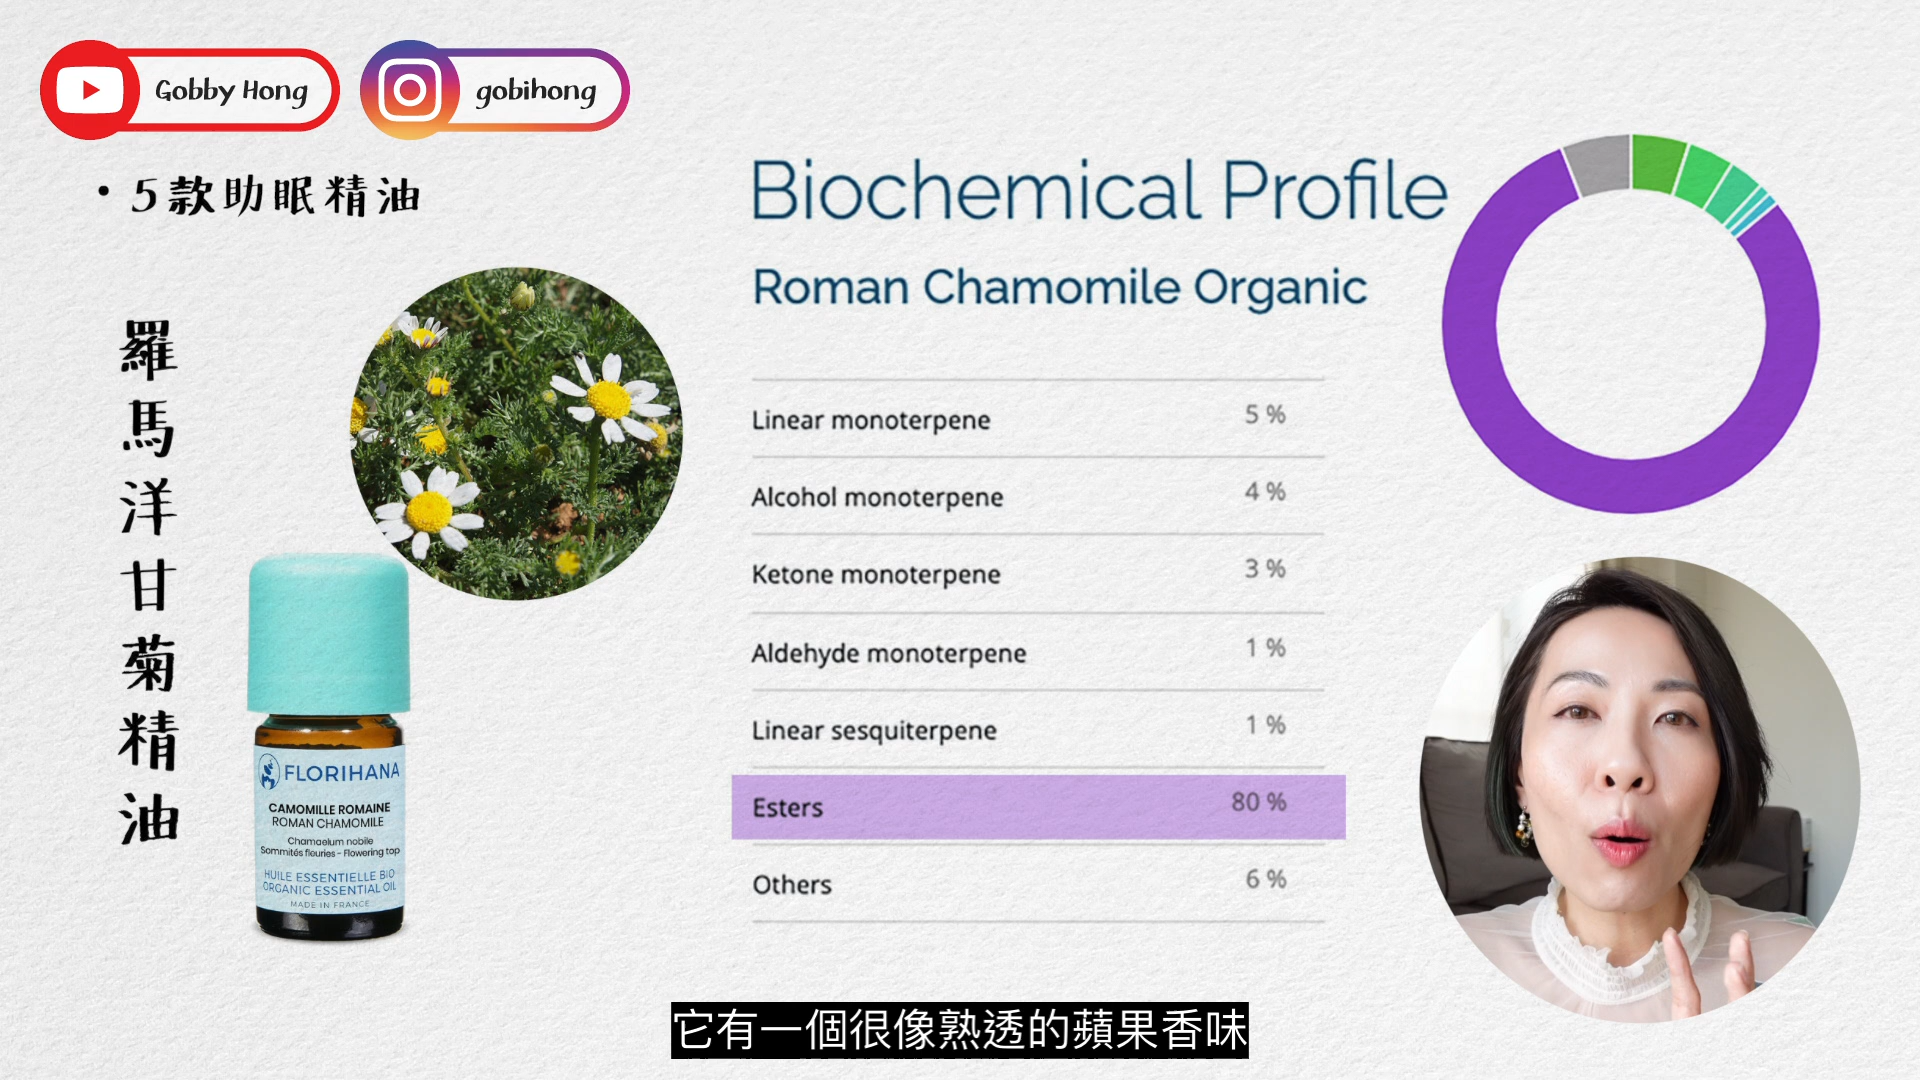 Gobby Hong
gobihong
• 5款助眠精油
羅馬洋甘菊精油
FLORIHANA
CAMOMILLE ROMAINE
ROMAN CHAMOMILE
Chamaelum nobile
Sommités fleuries - Flowering top
HUILE ESSENTIELLE BIO
ORGANIC ESSENTIAL OIL
MADE IN FRANCE
Biochemical Profile
Roman Chamomile Organic
Linear monoterpene 5 %
Alcohol monoterpene 4 %
Ketone monoterpene 3 %
Aldehyde monoterpene 1 %
Linear sesquiterpene 1 %
Esters 80 %
Others 6 %
它有一個很像熟透的蘋果香味